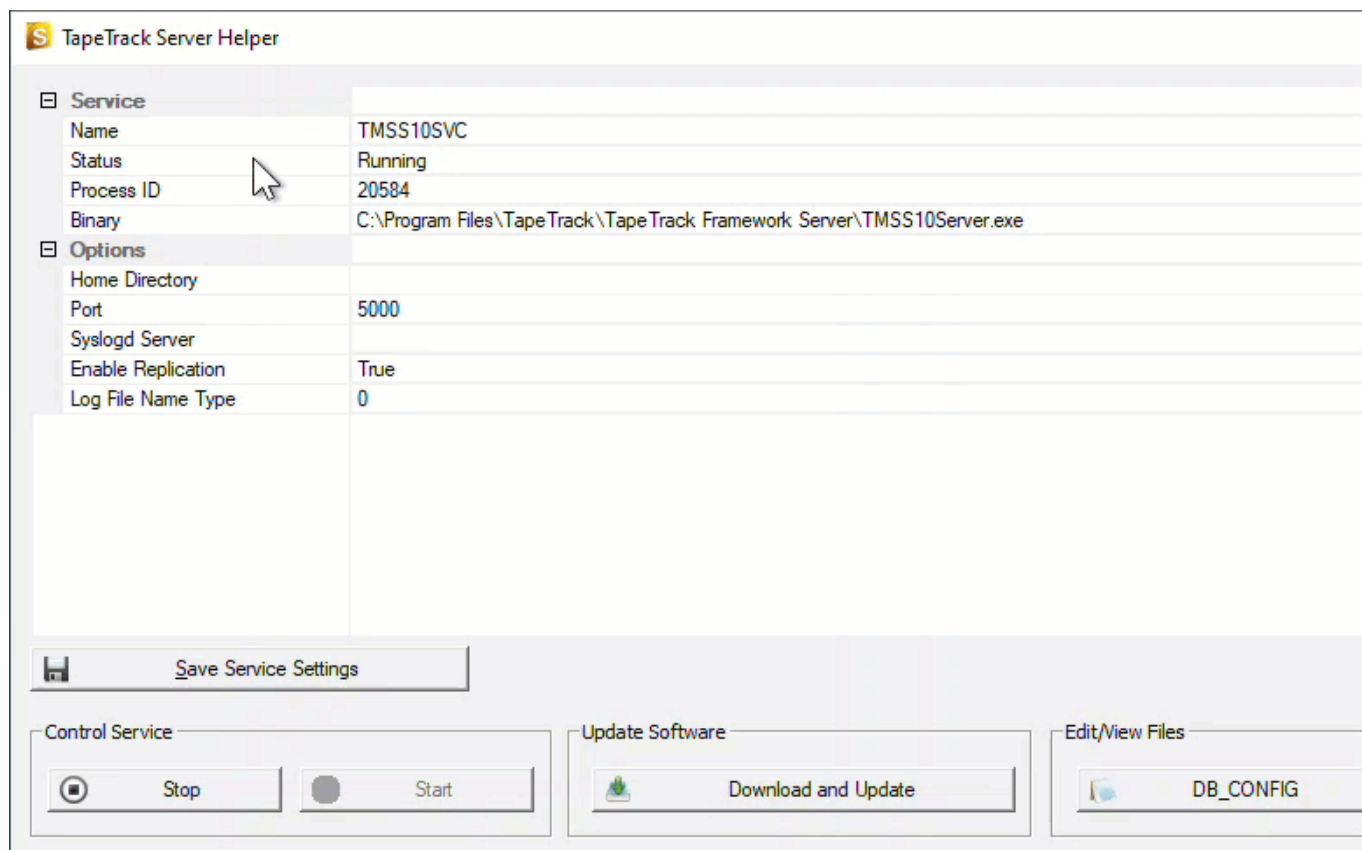 TapeTrack Server Helper
Service
Name TMSS10SVC
Status Running
Process ID 20584
Binary C:\Program Files\TapeTrack\TapeTrack Framework Server\TMSS10Server.exe
Options
Home Directory
Port 5000
Syslogd Server
Enable Replication True
Log File Name Type 0
Save Service Settings
Control Service Update Software Edit/View Files
Stop Start Download and Update DB_CONFIG